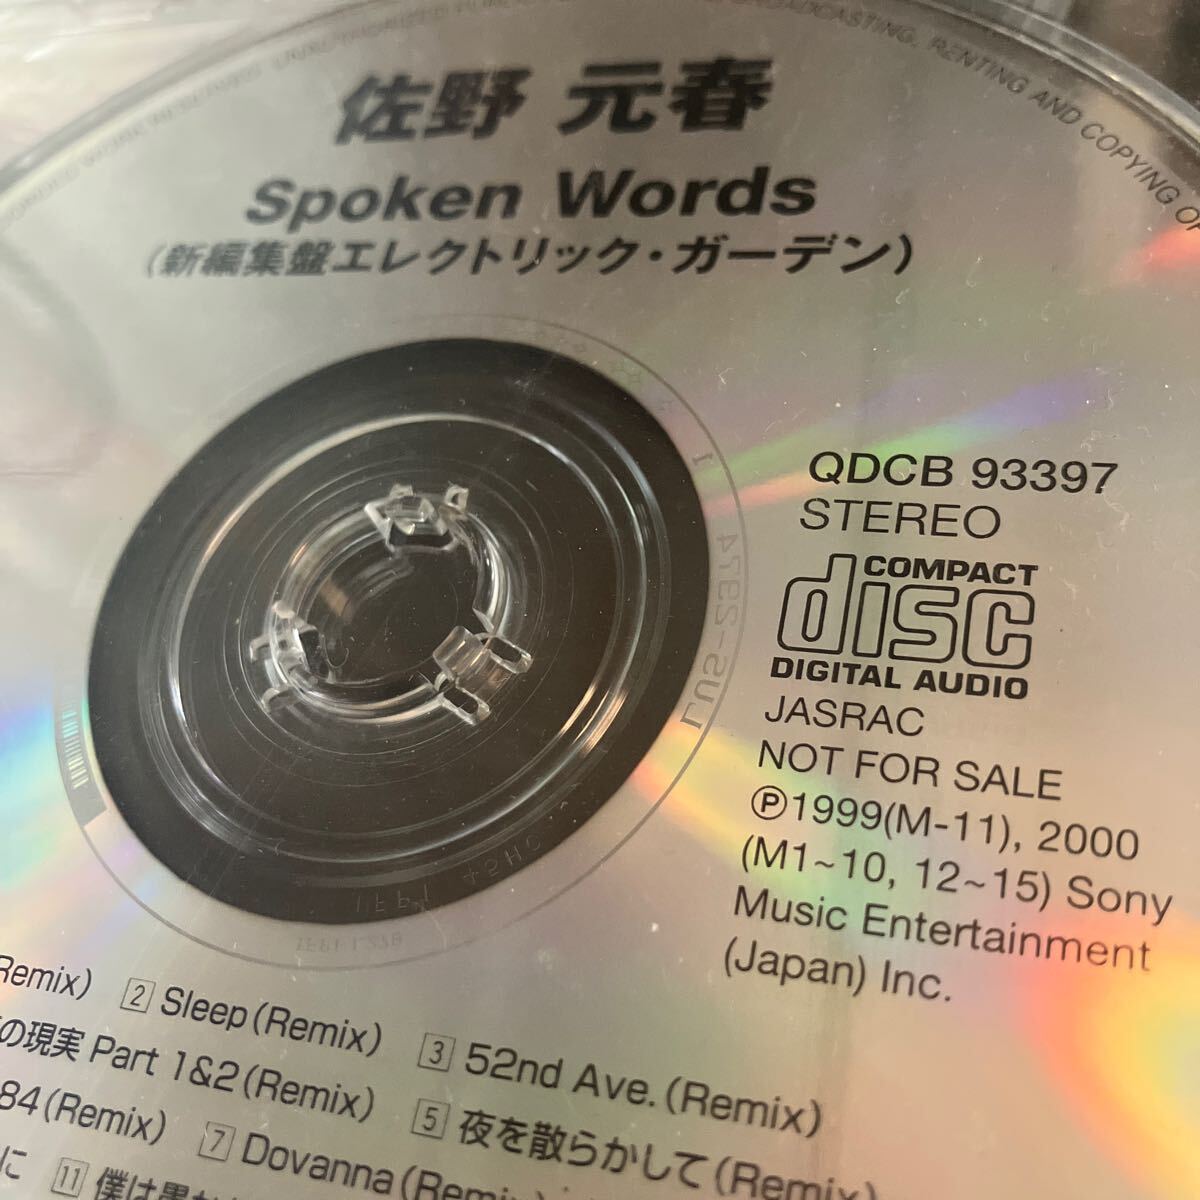 BROADCASTING, RENTING AND COPYING OF
佐野 元春
Spoken Words
(新編集盤エレクトリック・ガーデン)
QDCB 93397
STEREO
COMPACT
disc
DIGITAL AUDIO
JASRAC
NOT FOR SALE
Ⓟ1999(M-11), 2000
(M1~10, 12~15) Sony
Music Entertainment
(Japan) Inc.
(Remix) 2 Sleep(Remix) 3 52nd Ave.(Remix)
の現実 Part 1&2(Remix) 5 夜を散らかして(Remix)
84(Remix) 7 Dovanna(Remix)
に 11 僕は